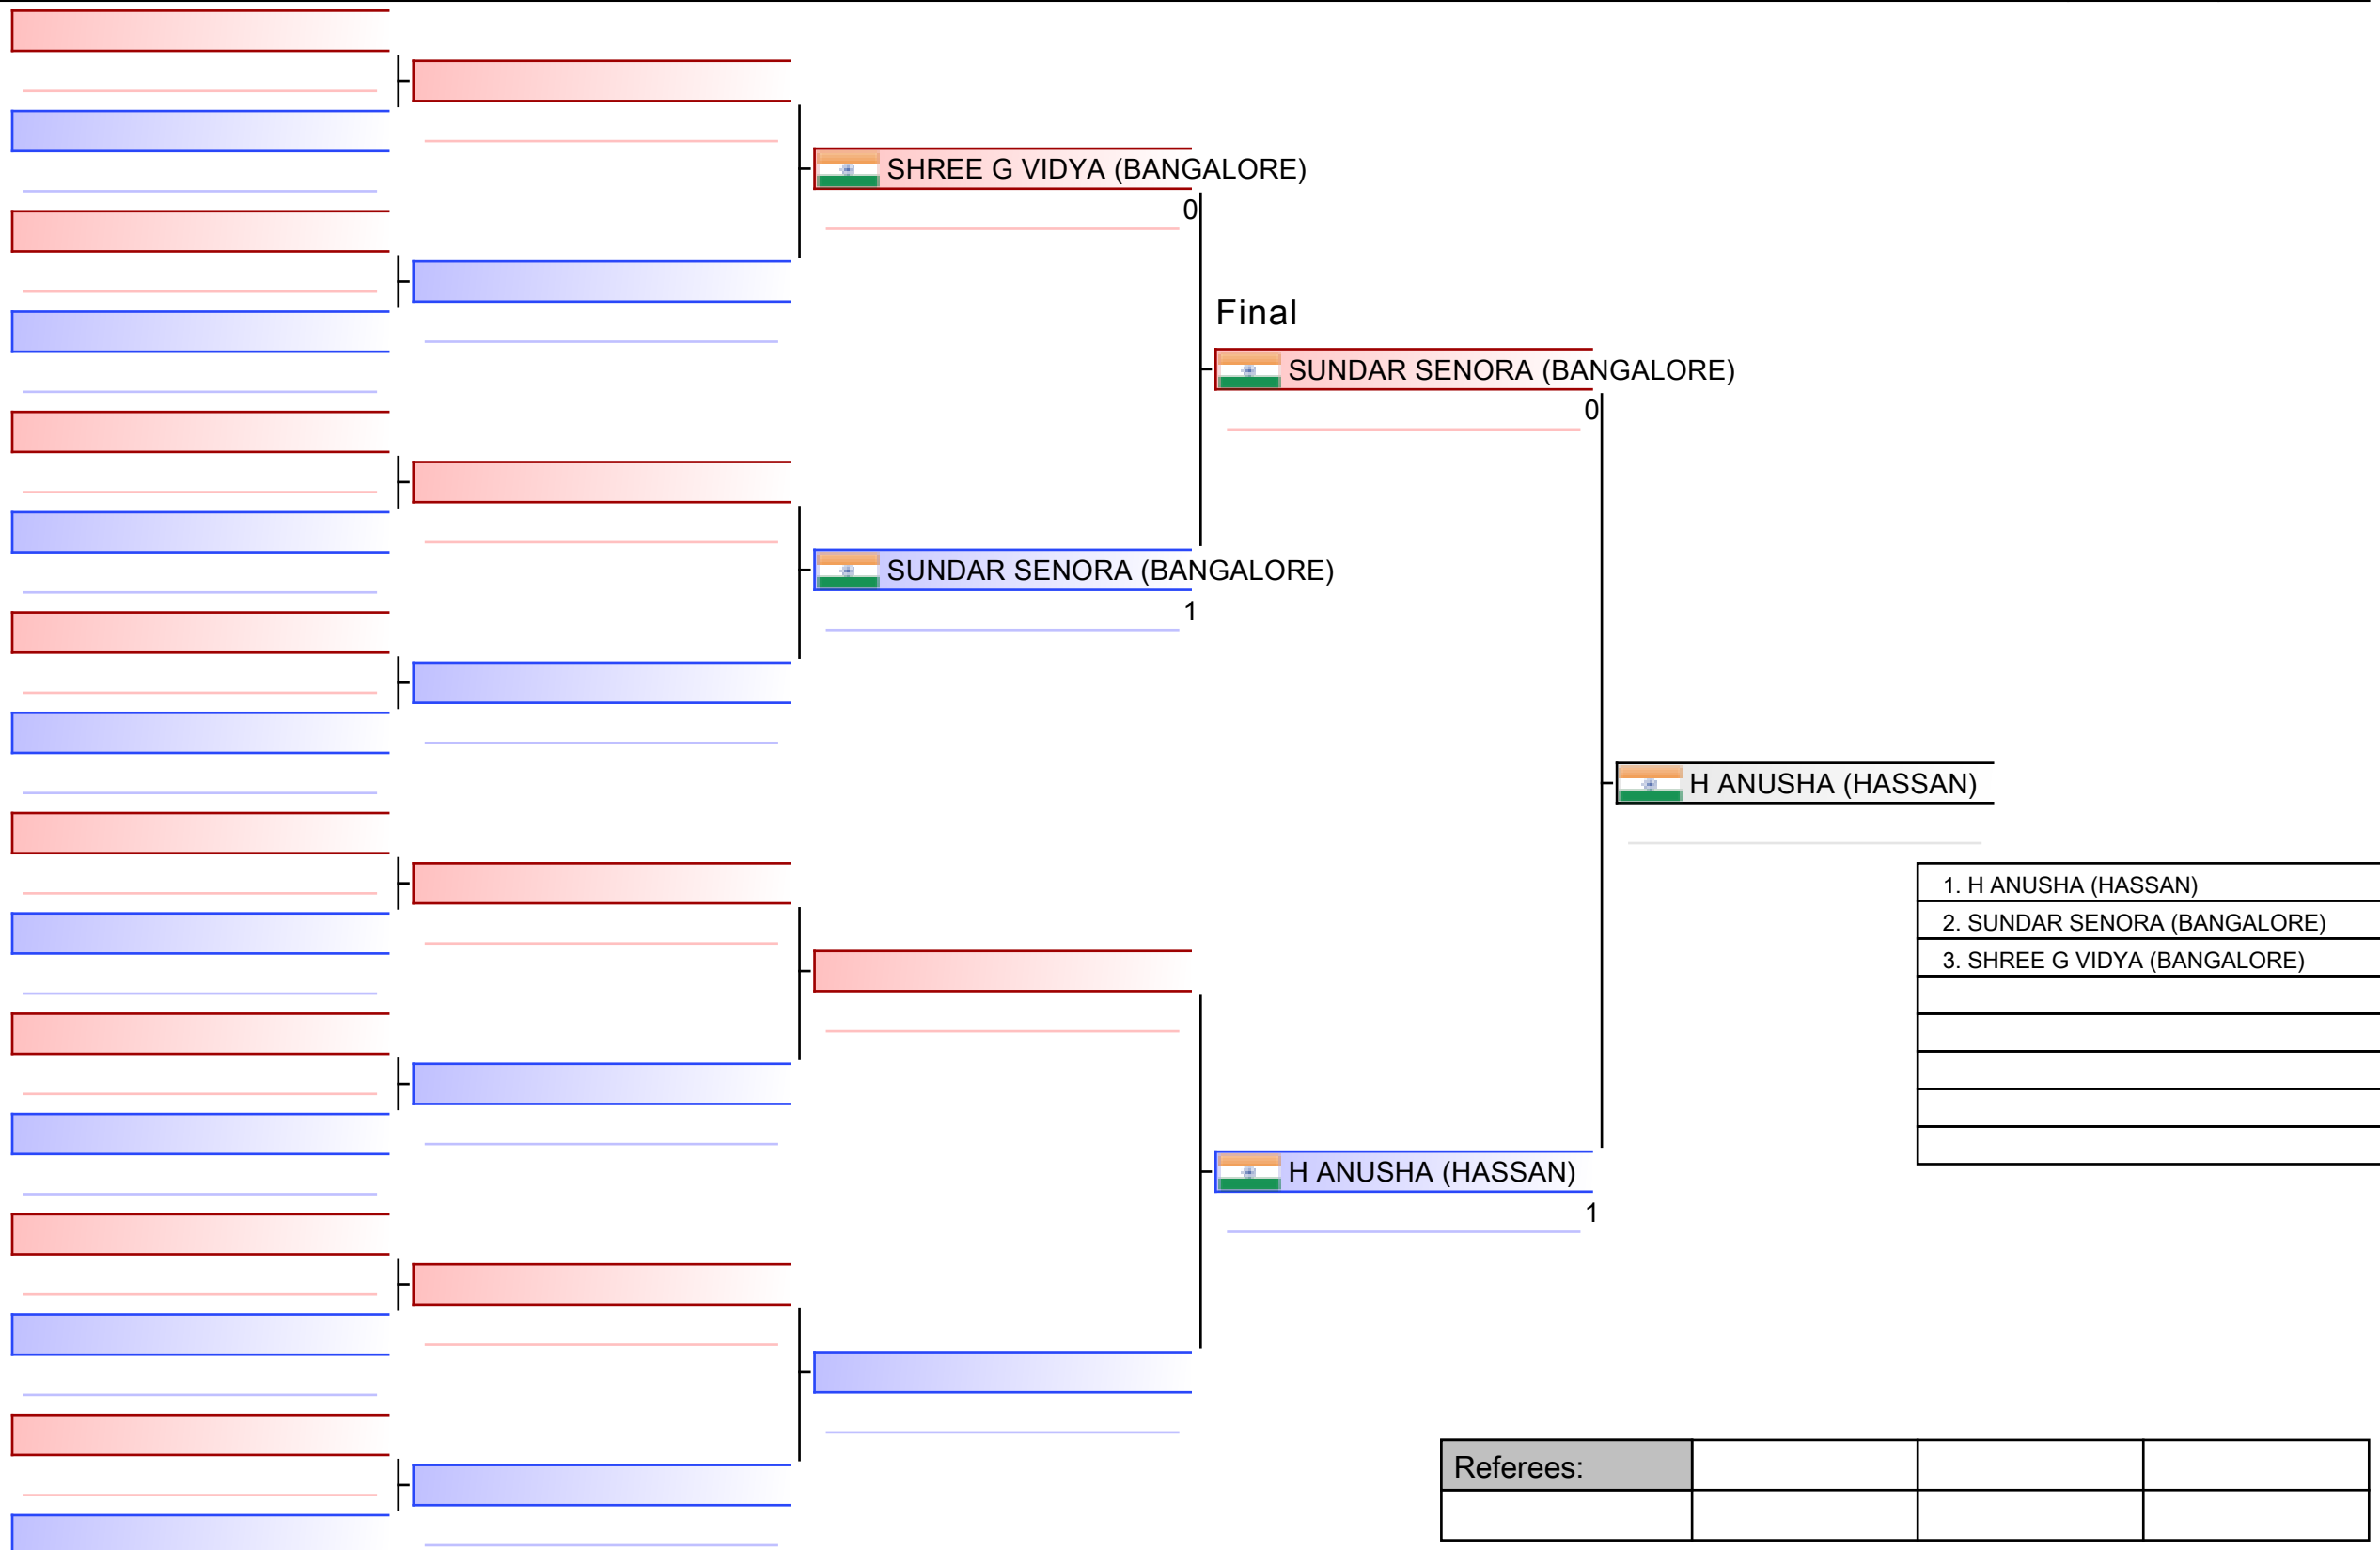 SHREE G VIDYA (BANGALORE)
0
Final
SUNDAR SENORA (BANGALORE)
0
SUNDAR SENORA (BANGALORE)
1
H ANUSHA (HASSAN)
1. H ANUSHA (HASSAN)
2. SUNDAR SENORA (BANGALORE)
3. SHREE G VIDYA (BANGALORE)
H ANUSHA (HASSAN)
1
Referees: